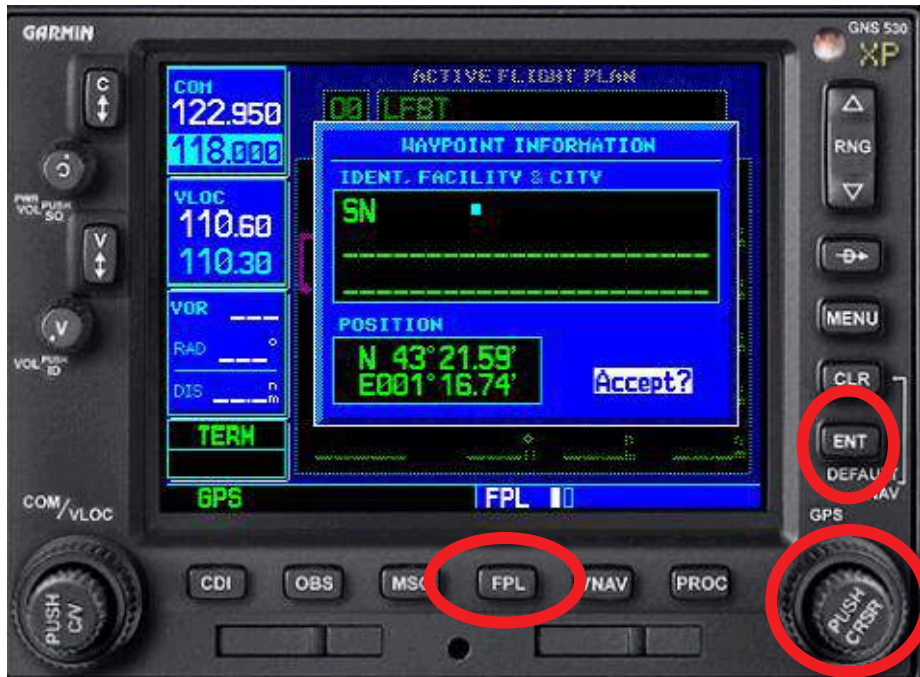 GARMIN
GNS 530
XP
C
COM
122.950
118.000
VLOC
110.60
110.30
VOR ___
RAD ___°
DIS ___nm
TERM
GPS
ACTIVE FLIGHT PLAN
00 LFBT
WAYPOINT INFORMATION
IDENT, FACILITY & CITY
SN
POSITION
N 43°21.59'
E001°16.74'
Accept?
FPL
RNG
D
MENU
CLR
ENT
DEFAULT
NAV
PWR
VOL PUSH
SQ
V
VOL PUSH
ID
COM/VLOC
PUSH
C/V
GPS
PUSH
CRSR
CDI
OBS
MSG
FPL
VNAV
PROC